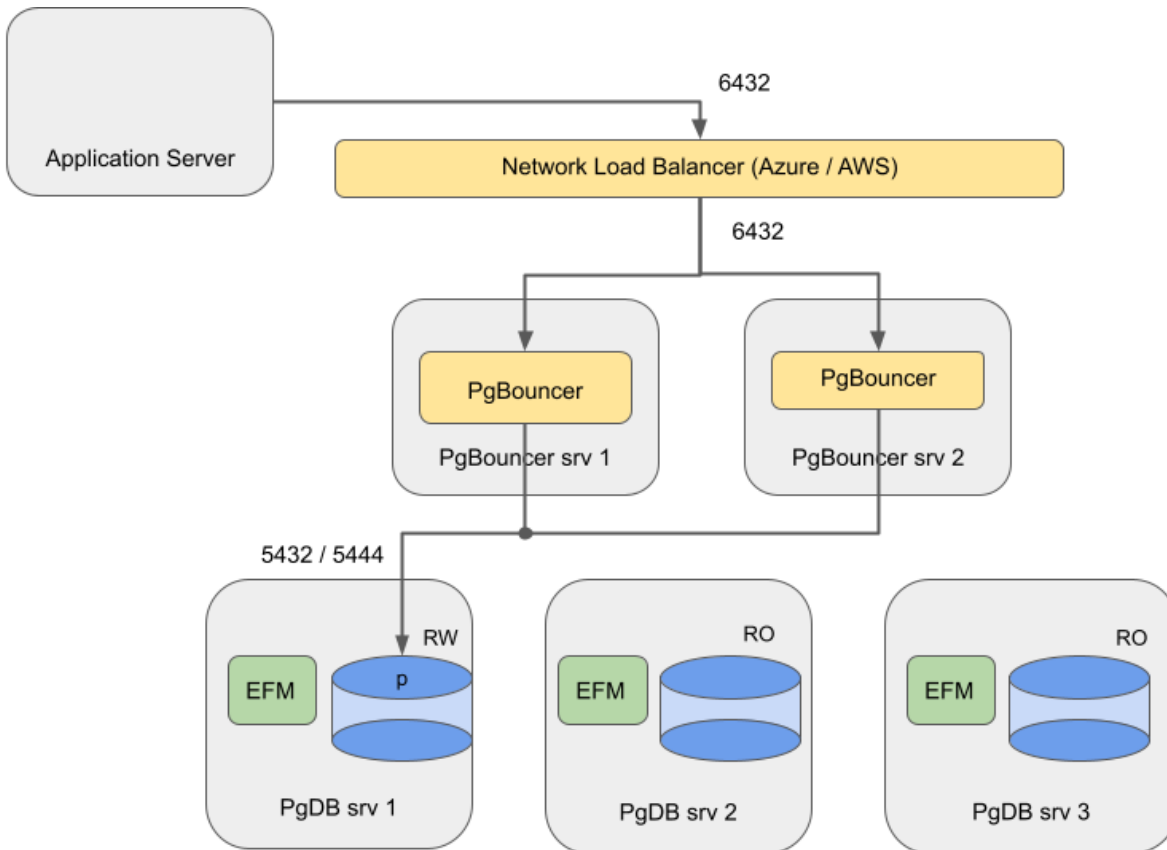 6432
Application Server
Network Load Balancer (Azure / AWS)
6432
PgBouncer
PgBouncer
PgBouncer srv 1
PgBouncer srv 2
5432 / 5444
RW
RO
RO
EFM
p
EFM
EFM
PgDB srv 1
PgDB srv 2
PgDB srv 3